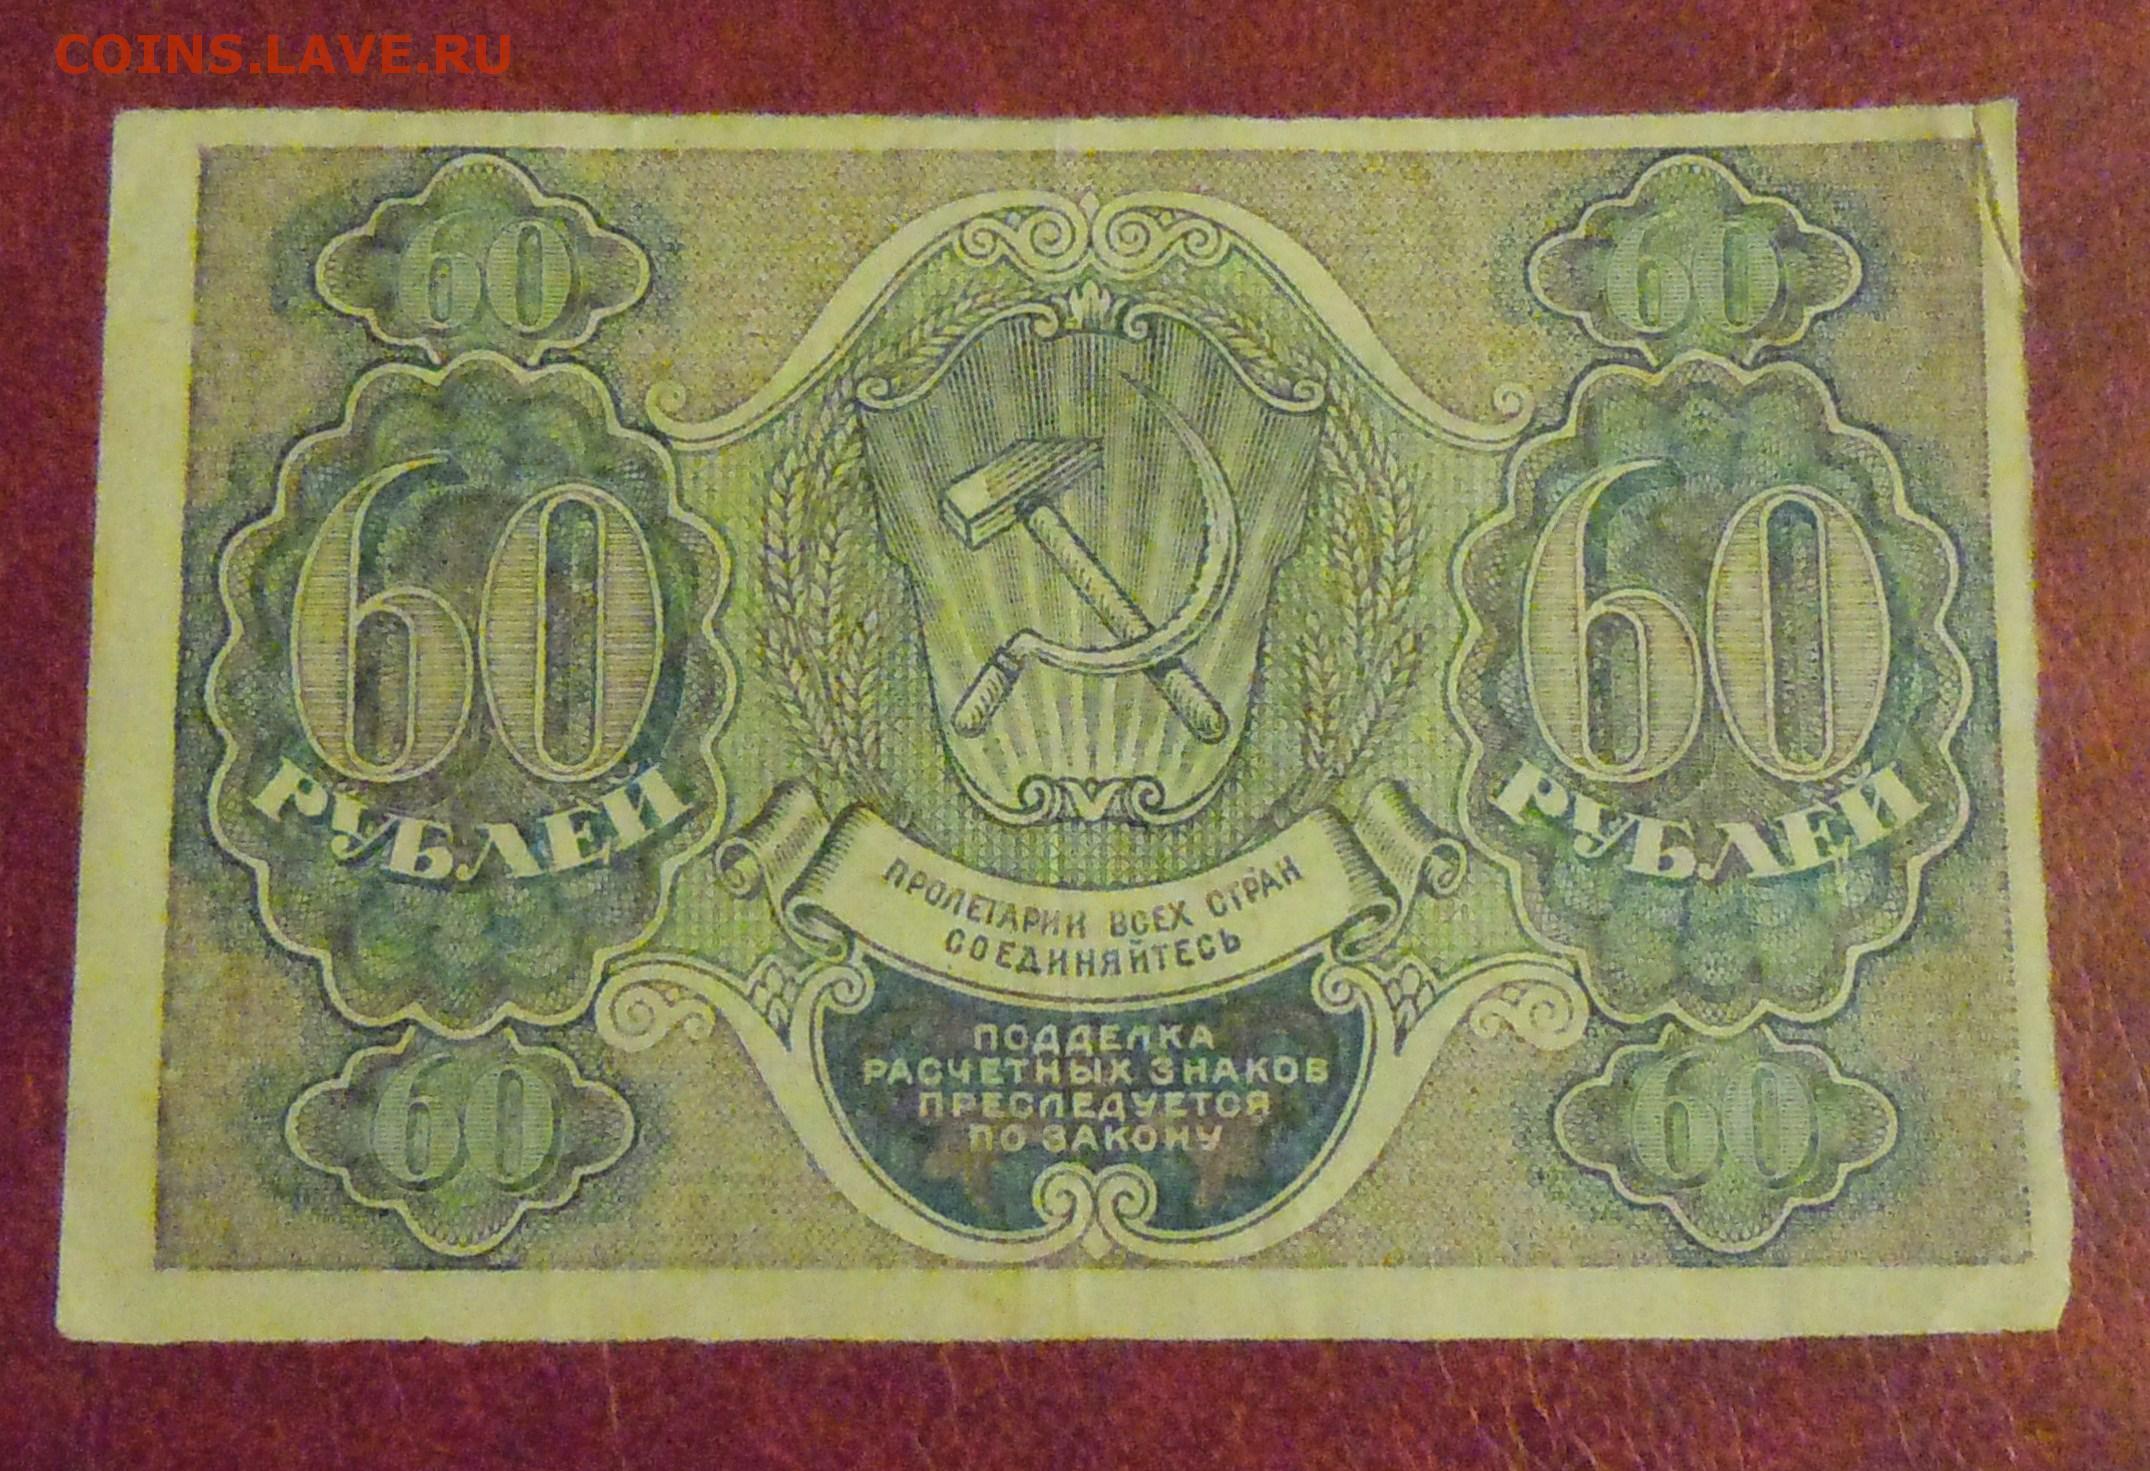 COINS.LAVE.RU
60
60
60
60
РУБЛЕЙ
РУБЛЕЙ
ПРОЛЕТАРИИ ВСЕХ СТРАН
СОЕДИНЯЙТЕСЬ
ПОДДЕЛКА
РАСЧЕТНЫХ ЗНАКОВ
ПРЕСЛЕДУЕТСЯ
ПО ЗАКОНУ
60
60